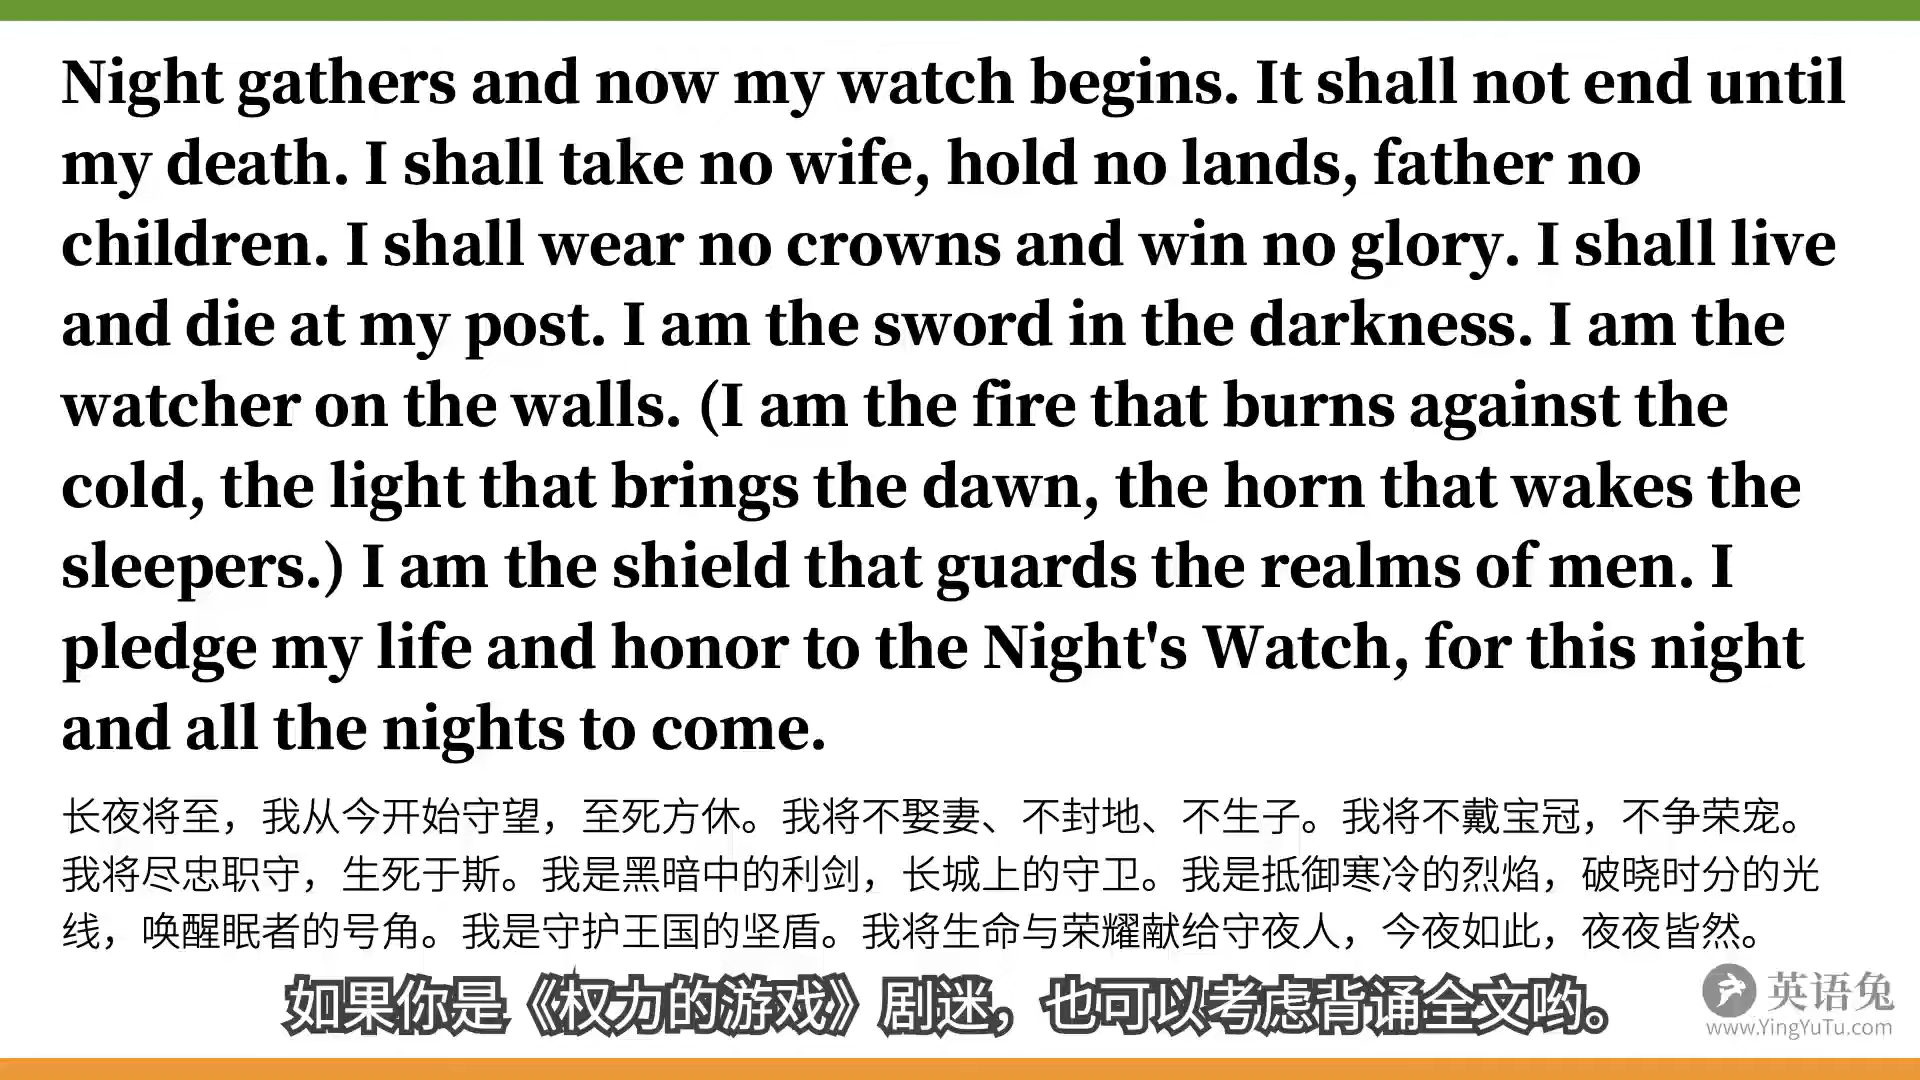 Night gathers and now my watch begins. It shall not end until
my death. I shall take no wife, hold no lands, father no
children. I shall wear no crowns and win no glory. I shall live
and die at my post. I am the sword in the darkness. I am the
watcher on the walls. (I am the fire that burns against the
cold, the light that brings the dawn, the horn that wakes the
sleepers.) I am the shield that guards the realms of men. I
pledge my life and honor to the Night's Watch, for this night
and all the nights to come.
长夜将至，我从今开始守望，至死方休。我将不娶妻、不封地、不生子。我将不戴宝冠，不争荣宠。
我将尽忠职守，生死于斯。我是黑暗中的利剑，长城上的守卫。我是抵御寒冷的烈焰，破晓时分的光
线，唤醒眠者的号角。我是守护王国的坚盾。我将生命与荣耀献给守夜人，今夜如此，夜夜皆然。
如果你是《权力的游戏》剧迷，也可以考虑背诵全文哟。
英语兔
www.YingYuTu.com